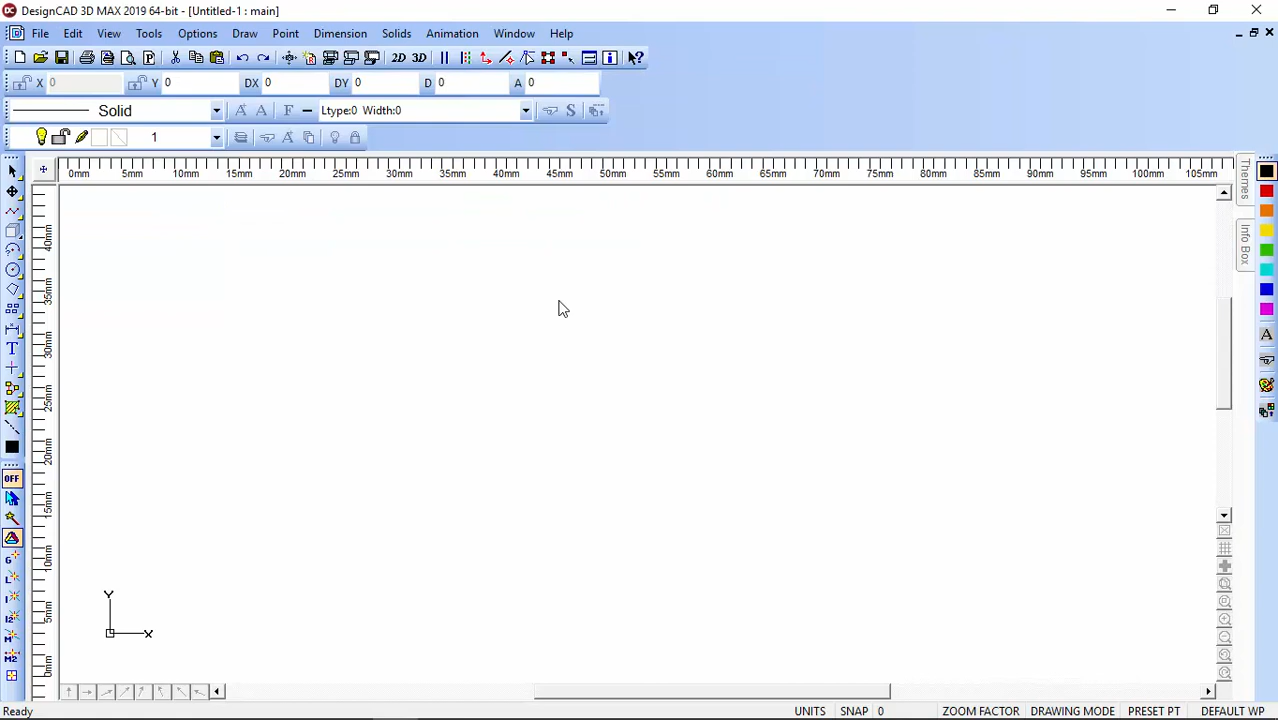 DesignCAD 3D MAX 2019 64-bit - [Untitled-1 : main]
File Edit View Tools Options Draw Point Dimension Solids Animation Window Help
P 2D 3D
X 0 Y 0 DX 0 DY 0 D 0 A 0
Solid A A F Ltype:0 Width:0 S
1 A
0mm 5mm 10mm 15mm 20mm 25mm 30mm 35mm 40mm 45mm 50mm 55mm 60mm 65mm 70mm 75mm 80mm 85mm 90mm 95mm 100mm 105mm
Themes
Info Box
40mm
35mm
30mm
25mm
20mm
15mm
10mm
5mm
0mm
T
OFF
G
L
I
I2
M
M2
A
Y
X
Ready UNITS SNAP 0 ZOOM FACTOR DRAWING MODE PRESET PT DEFAULT WP